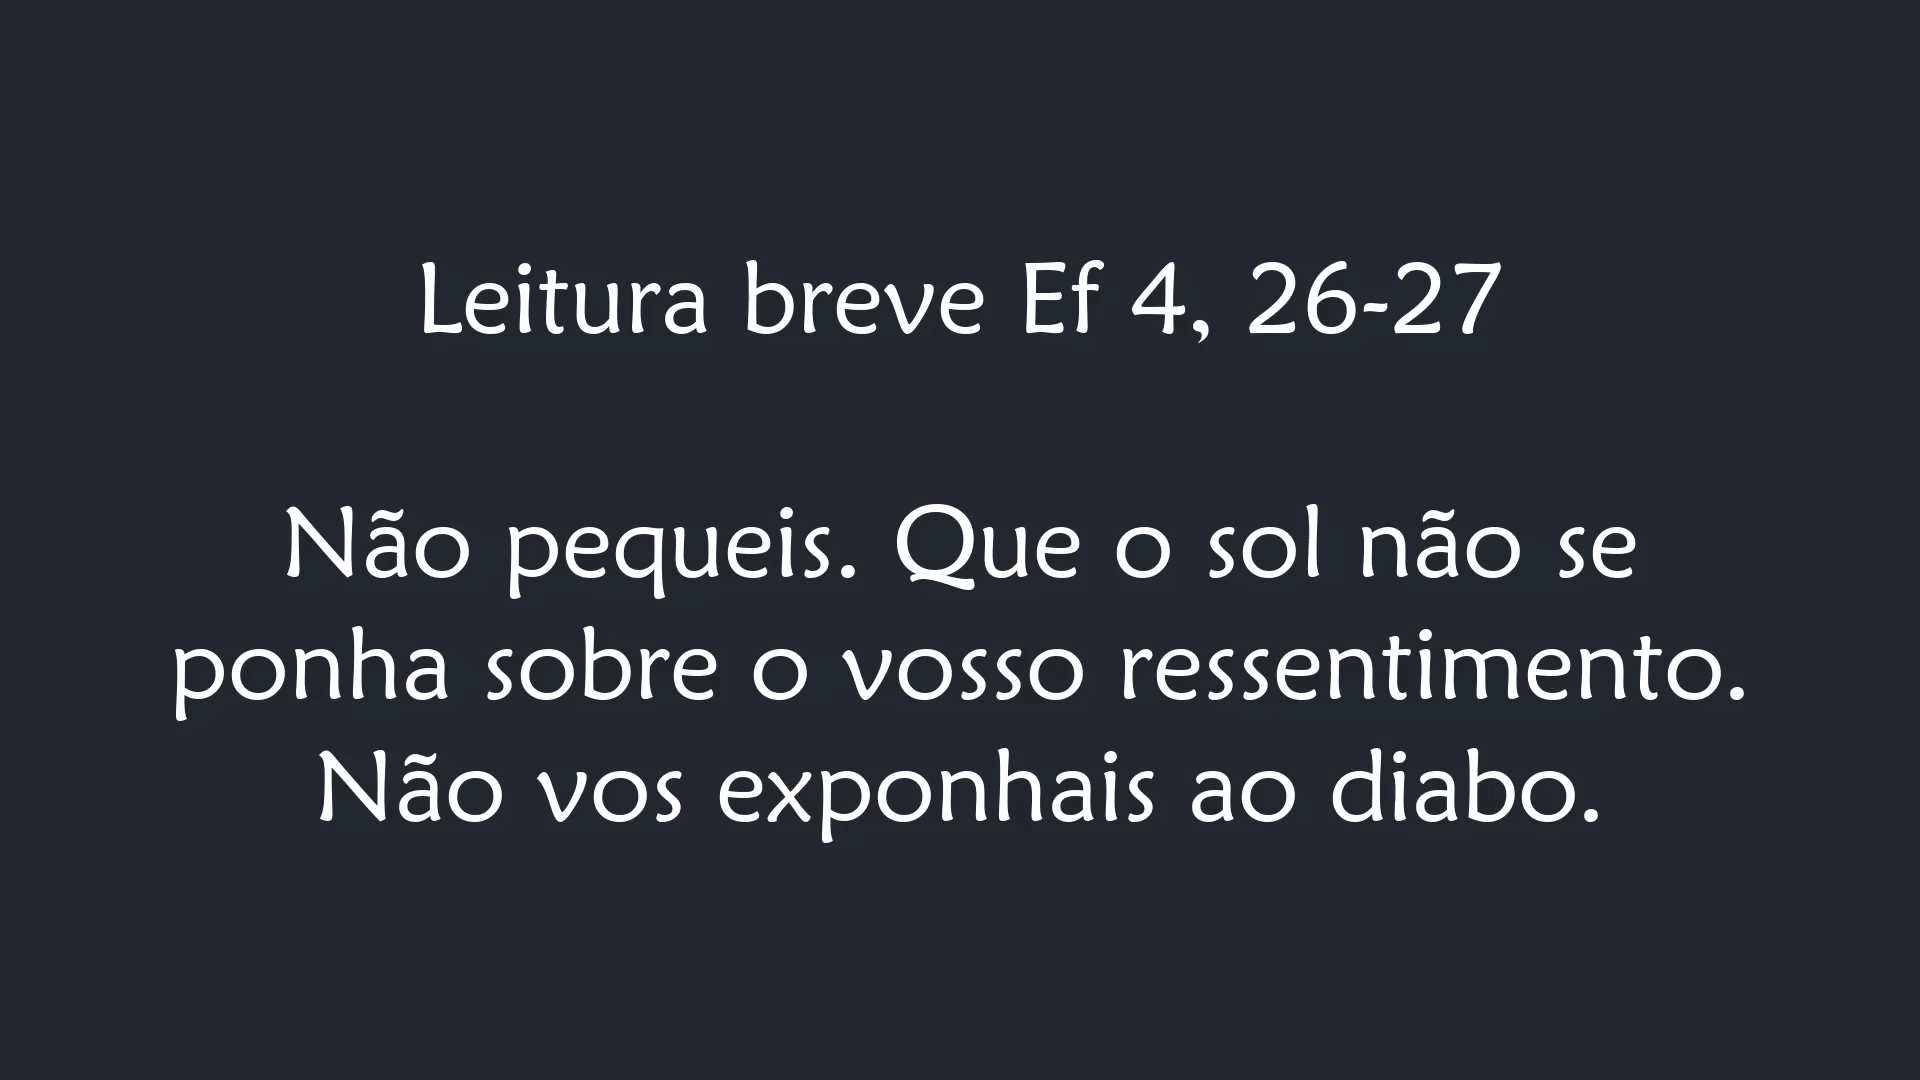 Leitura breve Ef 4, 26-27
Não pequeis. Que o sol não se
ponha sobre o vosso ressentimento.
Não vos exponhais ao diabo.